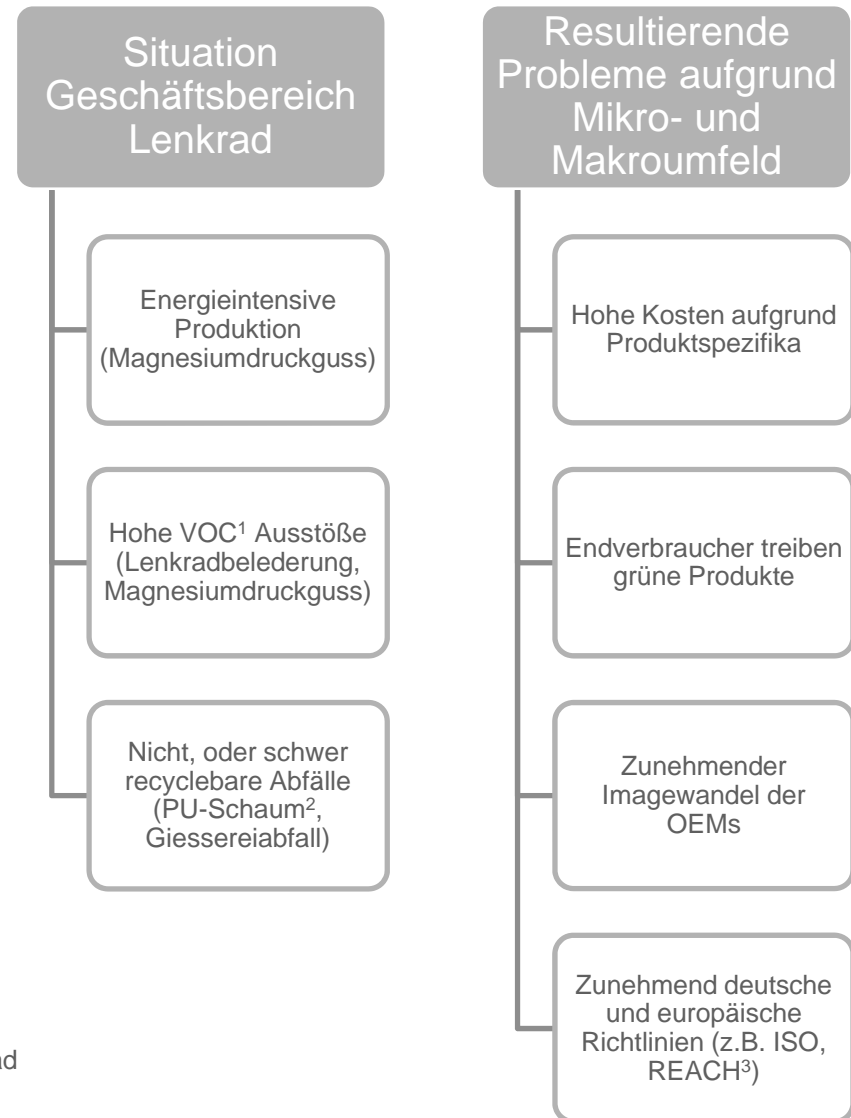 Situation
Geschäftsbereich
Lenkrad
Energieintensive
Produktion
(Magnesiumdruckguss)
Hohe VOC¹ Ausstöße
(Lenkradbelederung,
Magnesiumdruckguss)
Nicht, oder schwer
recyclebare Abfälle
(PU-Schaum²,
Giessereiabfall)
Resultierende
Probleme aufgrund
Mikro- und
Makroumfeld
Hohe Kosten aufgrund
Produktspezifika
Endverbraucher treiben
grüne Produkte
Zunehmender
Imagewandel der
OEMs
Zunehmend deutsche
und europäische
Richtlinien (z.B. ISO,
REACH³)